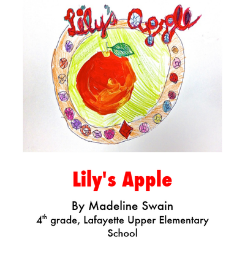 Lily's Apple
Lily's Apple
By Madeline Swain
4th grade, Lafayette Upper Elementary
School